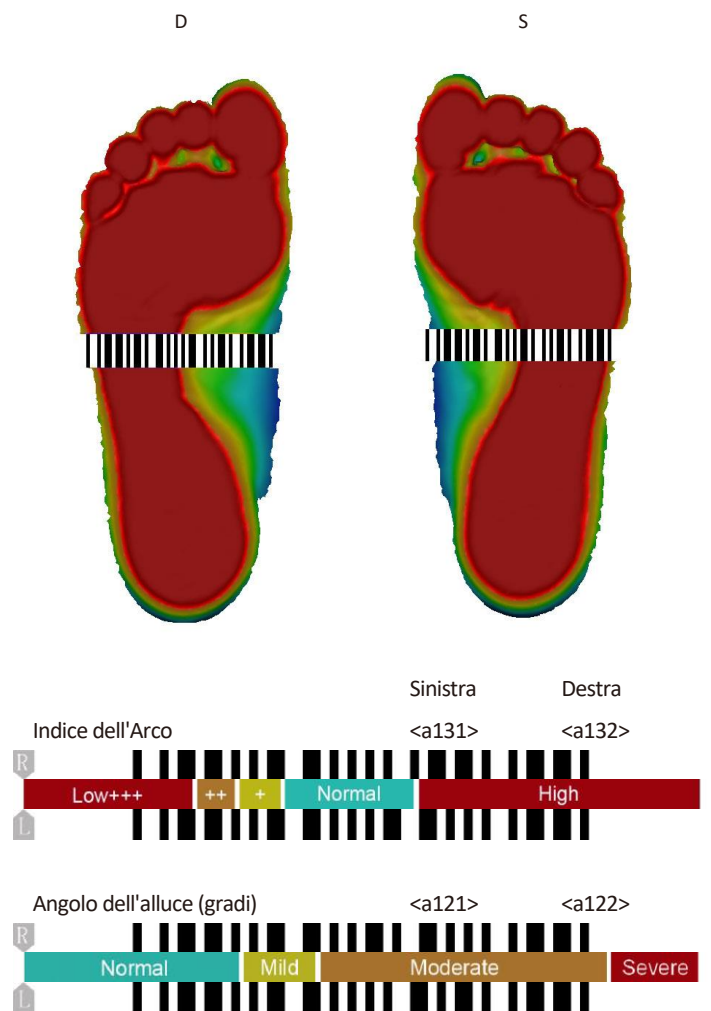 D S
Sinistra Destra
Indice dell'Arco <a131> <a132>
R
Low+++ ++ + Normal High
L
Angolo dell'alluce (gradi) <a121> <a122>
R
Normal Mild Moderate Severe
L